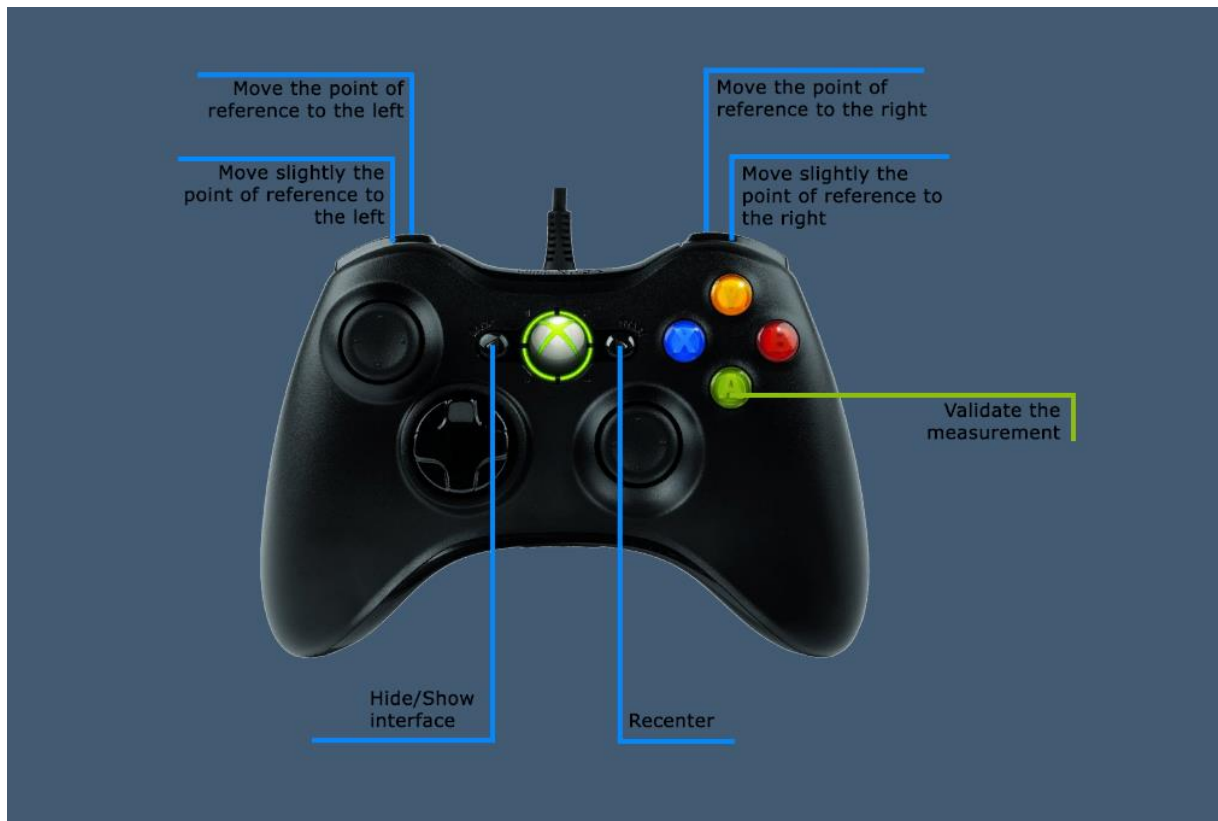 Move the point of
reference to the left
Move the point of
reference to the right
Move slightly the
point of reference to
the left
Move slightly the
point of reference to
the right
X
A
Validate the
measurement
Hide/Show
interface
Recenter